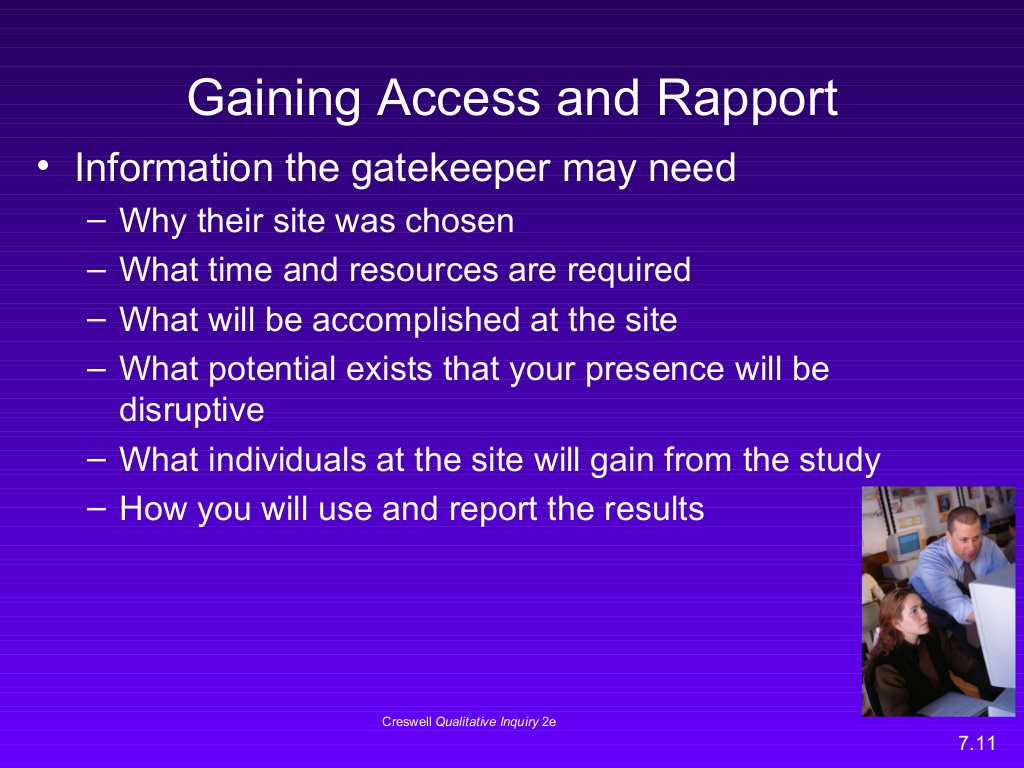 Gaining Access and Rapport
• Information the gatekeeper may need
– Why their site was chosen
– What time and resources are required
– What will be accomplished at the site
– What potential exists that your presence will be
disruptive
– What individuals at the site will gain from the study
– How you will use and report the results
Creswell Qualitative Inquiry 2e
7.11